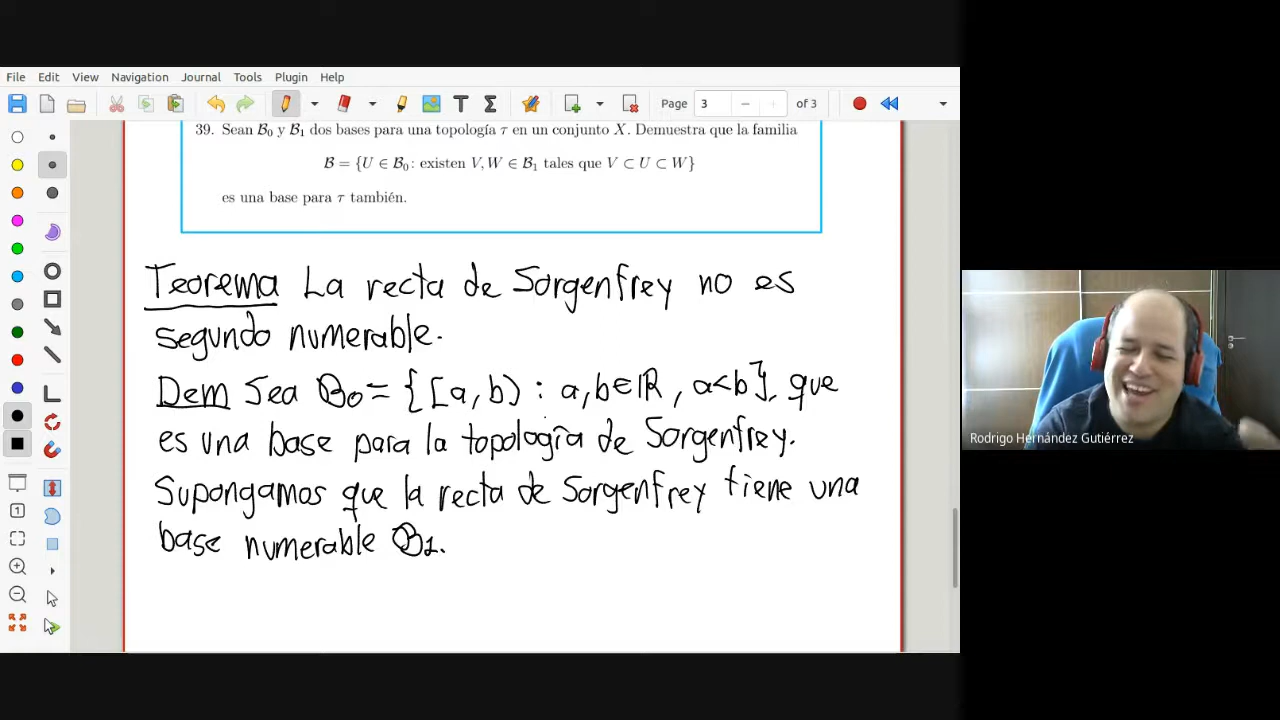 File Edit View Navigation Journal Tools Plugin Help
Page 3 of 3
39. Sean B₀ y B₁ dos bases para una topología τ en un conjunto X. Demuestra que la familia
B = {U ∈ B₀: existen V, W ∈ B₁ tales que V ⊂ U ⊂ W}
es una base para τ también.
Teorema La recta de Sorgenfrey no es
segundo numerable.
Dem Sea B₀ = {[a, b) : a, b ∈ ℝ, a < b}, que
es una base para la topología de Sorgenfrey.
Supongamos que la recta de Sorgenfrey tiene una
base numerable B₁.
Rodrigo Hernández Gutiérrez